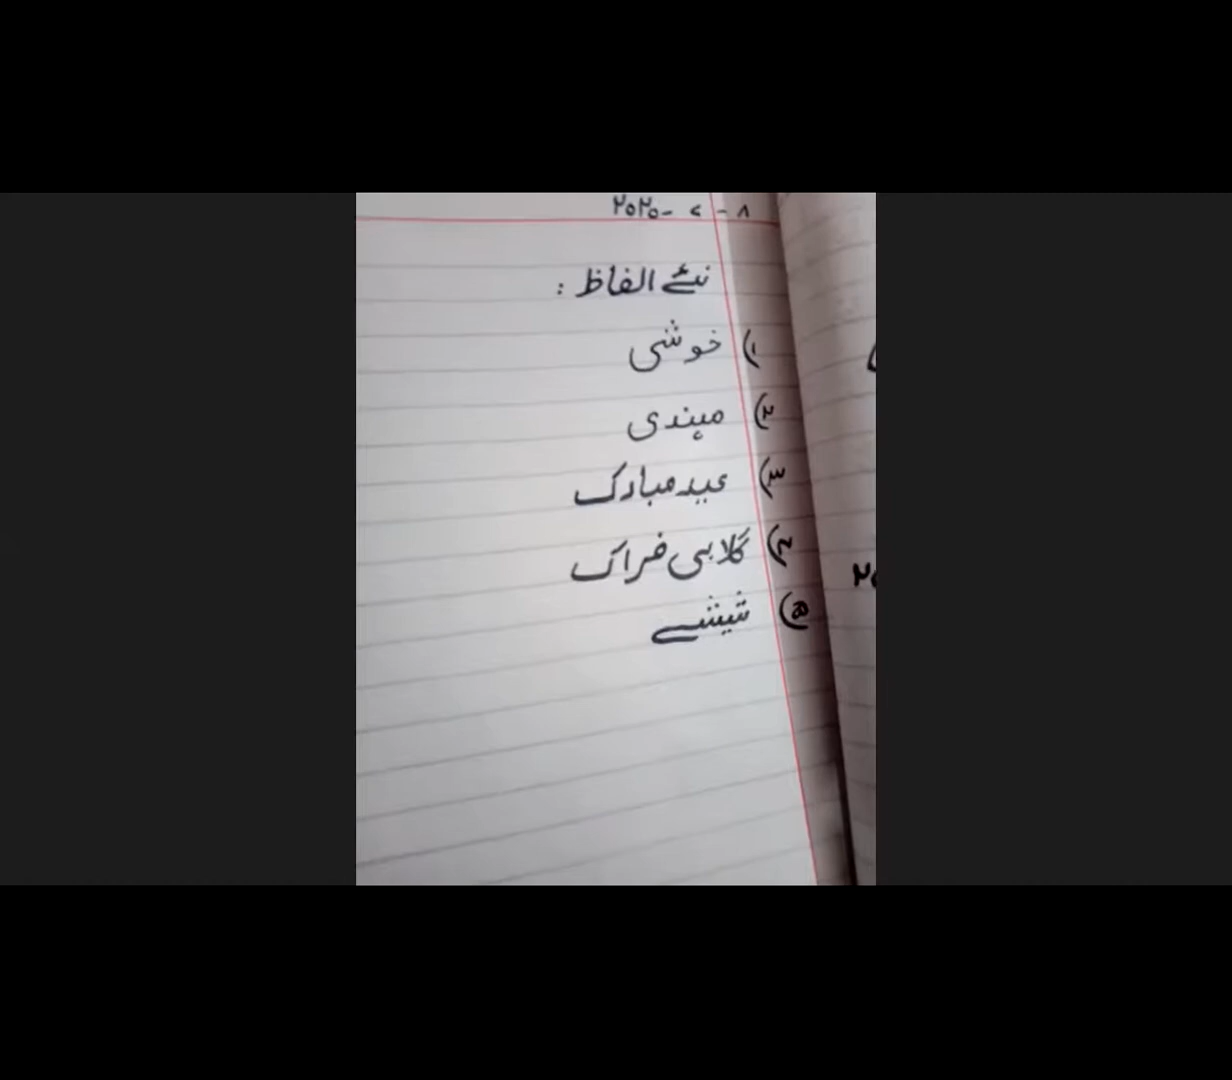 ۸ - ۷ - ۲۰۲۰
نئے الفاظ :
۱) خوشی
۲) مہندی
۳) عید مبارک
۴) گلابی فراک
۵) شیشے